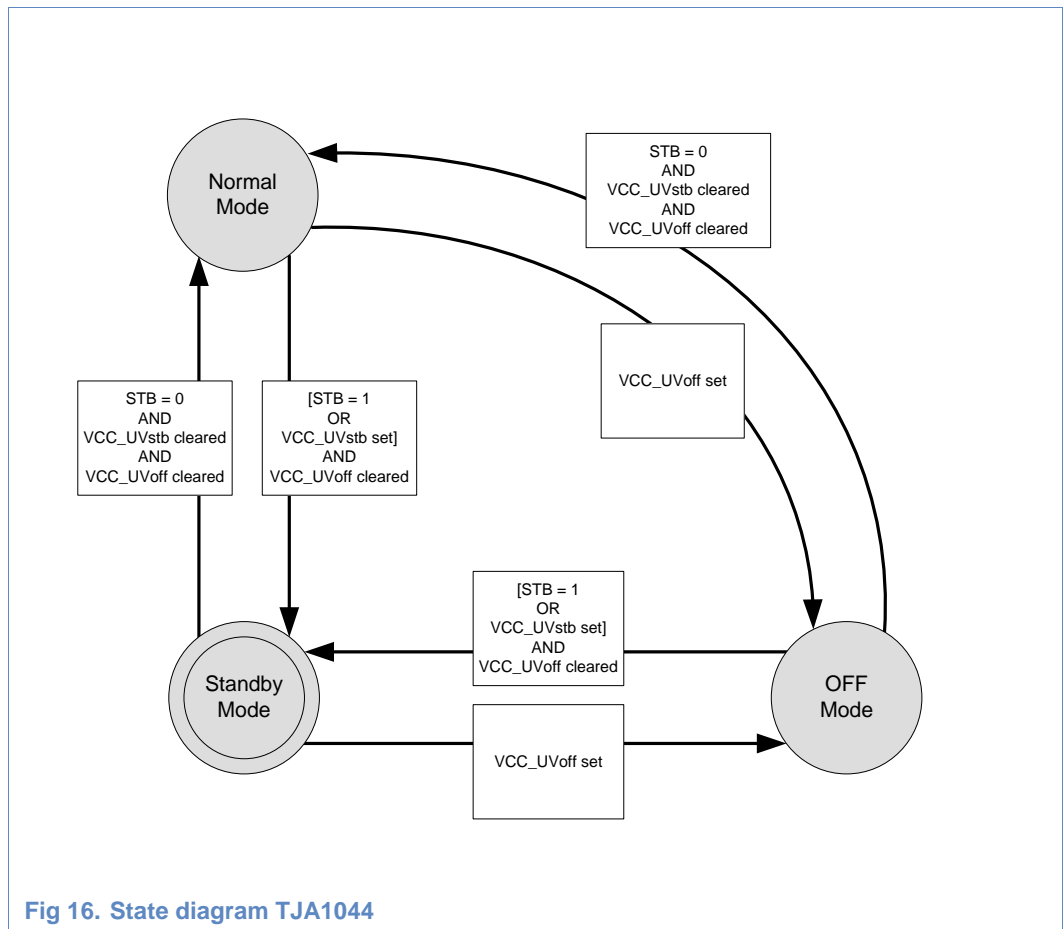 Normal
Mode
STB = 0
AND
VCC_UVstb cleared
AND
VCC_UVoff cleared
VCC_UVoff set
STB = 0
AND
VCC_UVstb cleared
AND
VCC_UVoff cleared
[STB = 1
OR
VCC_UVstb set]
AND
VCC_UVoff cleared
[STB = 1
OR
VCC_UVstb set]
AND
VCC_UVoff cleared
Standby
Mode
OFF
Mode
VCC_UVoff set
Fig 16. State diagram TJA1044